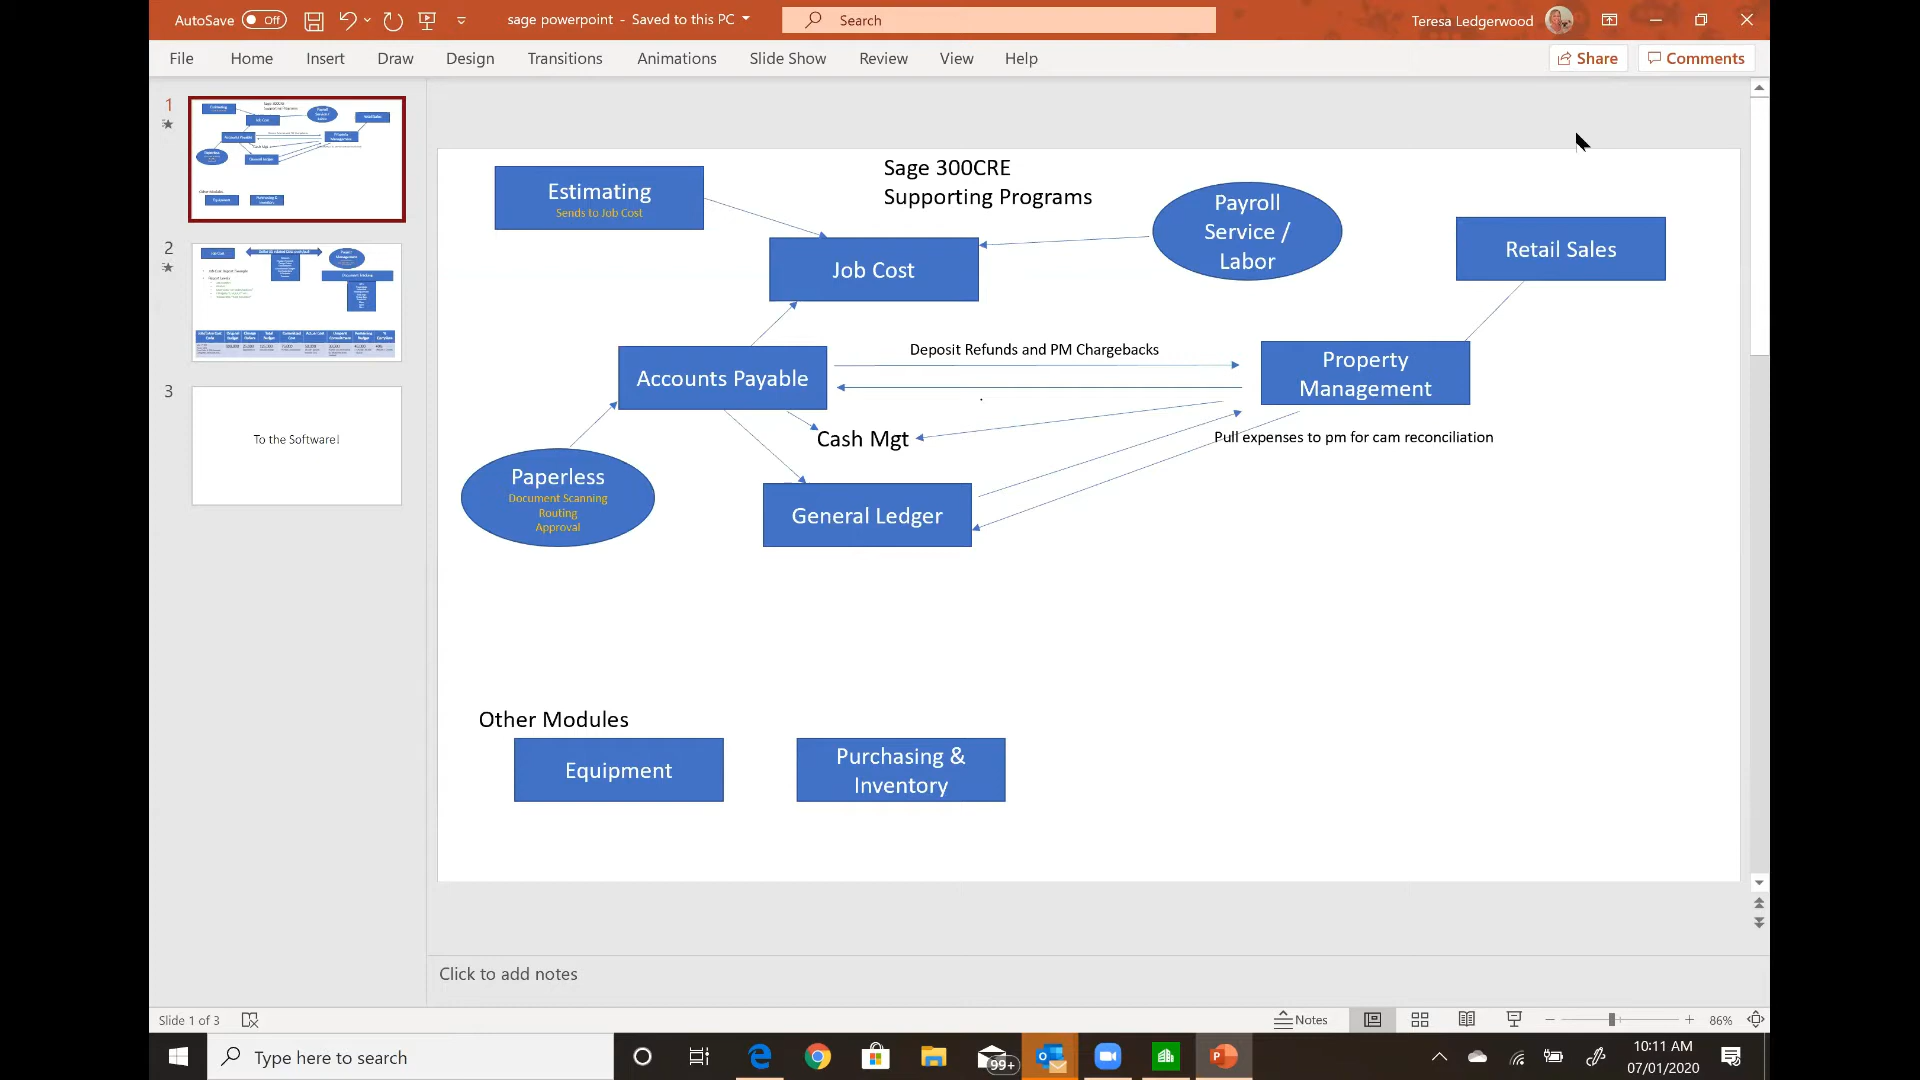 AutoSave Off
sage powerpoint - Saved to this PC
Search
Teresa Ledgerwood
File Home Insert Draw Design Transitions Animations Slide Show Review View Help
Share
Comments
1
2
3
To the Software!
Sage 300CRE
Supporting Programs
Estimating
Sends to Job Cost
Payroll
Service /
Labor
Retail Sales
Job Cost
Deposit Refunds and PM Chargebacks
Accounts Payable
Property
Management
Cash Mgt
Pull expenses to pm for cam reconciliation
Paperless
Document Scanning
Routing
Approval
General Ledger
Other Modules
Equipment
Purchasing &
Inventory
Click to add notes
Slide 1 of 3
Notes
86%
Type here to search
99+
10:11 AM
07/01/2020